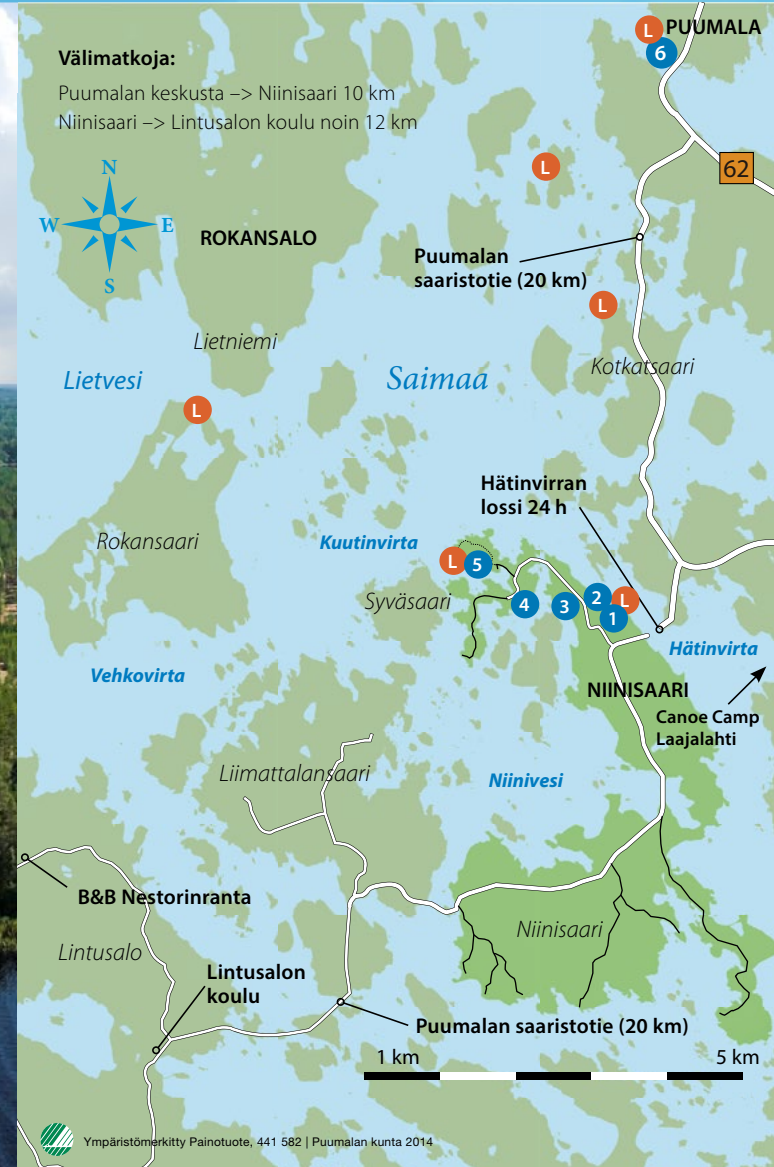 L PUUMALA
6
Välimatkoja:
Puumalan keskusta –> Niinisaari 10 km
Niinisaari –> Lintusalon koulu noin 12 km
62
L
N
W E
S
ROKANSALO
Puumalan
saaristotie (20 km)
L
Lietniemi
Kotkatsaari
Lietvesi
Saimaa
L
Hätinvirran
lossi 24 h
Rokansaari
Kuutinvirta
L 5
Syväsaari
4
3
2 L
1
Hätinvirta
Vehkovirta
NIINISAARI
Canoe Camp
Laajalahti
Liimattalansaari
Niinivesi
B&B Nestorinranta
Niinisaari
Lintusalo
Lintusalon
koulu
Puumalan saaristotie (20 km)
1 km 5 km
Ympäristömerkitty Painotuote, 441 582 | Puumalan kunta 2014